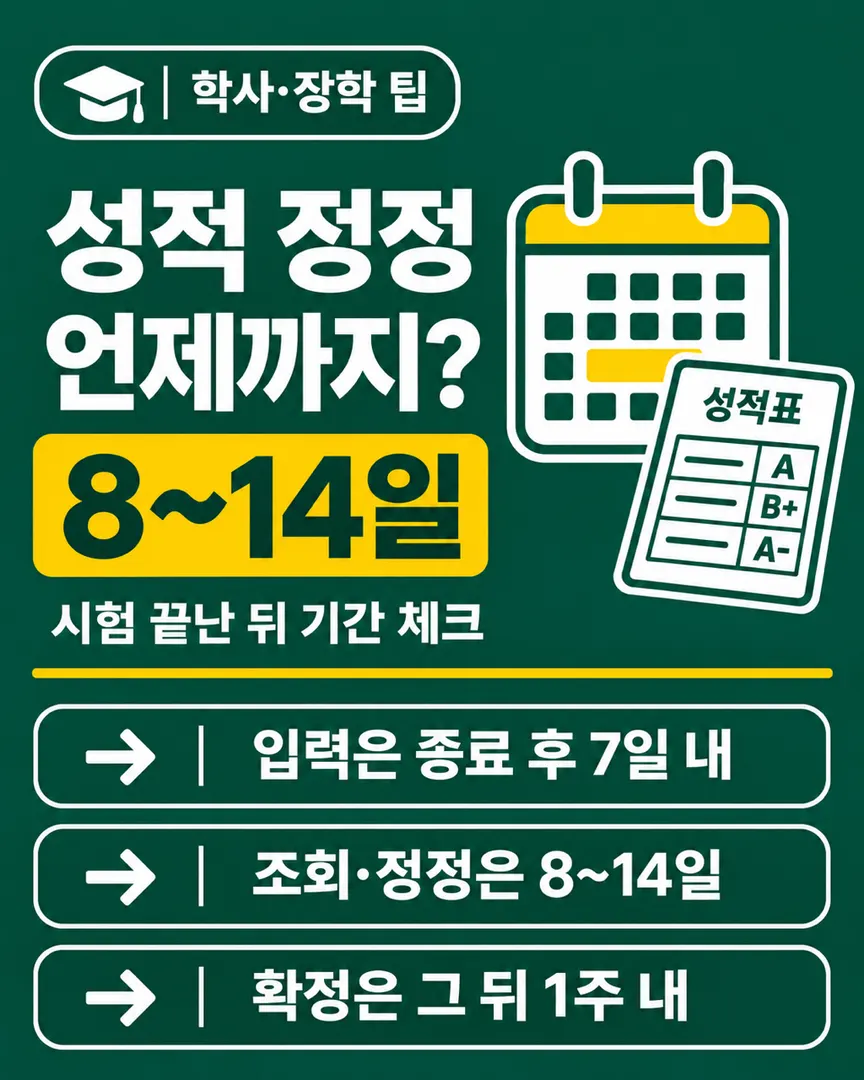 학사·장학 팁
성적 정정
언제까지?
8~14일
시험 끝난 뒤 기간 체크
성적표
A
B+
A-
입력은 종료 후 7일 내
조회·정정은 8~14일
확정은 그 뒤 1주 내